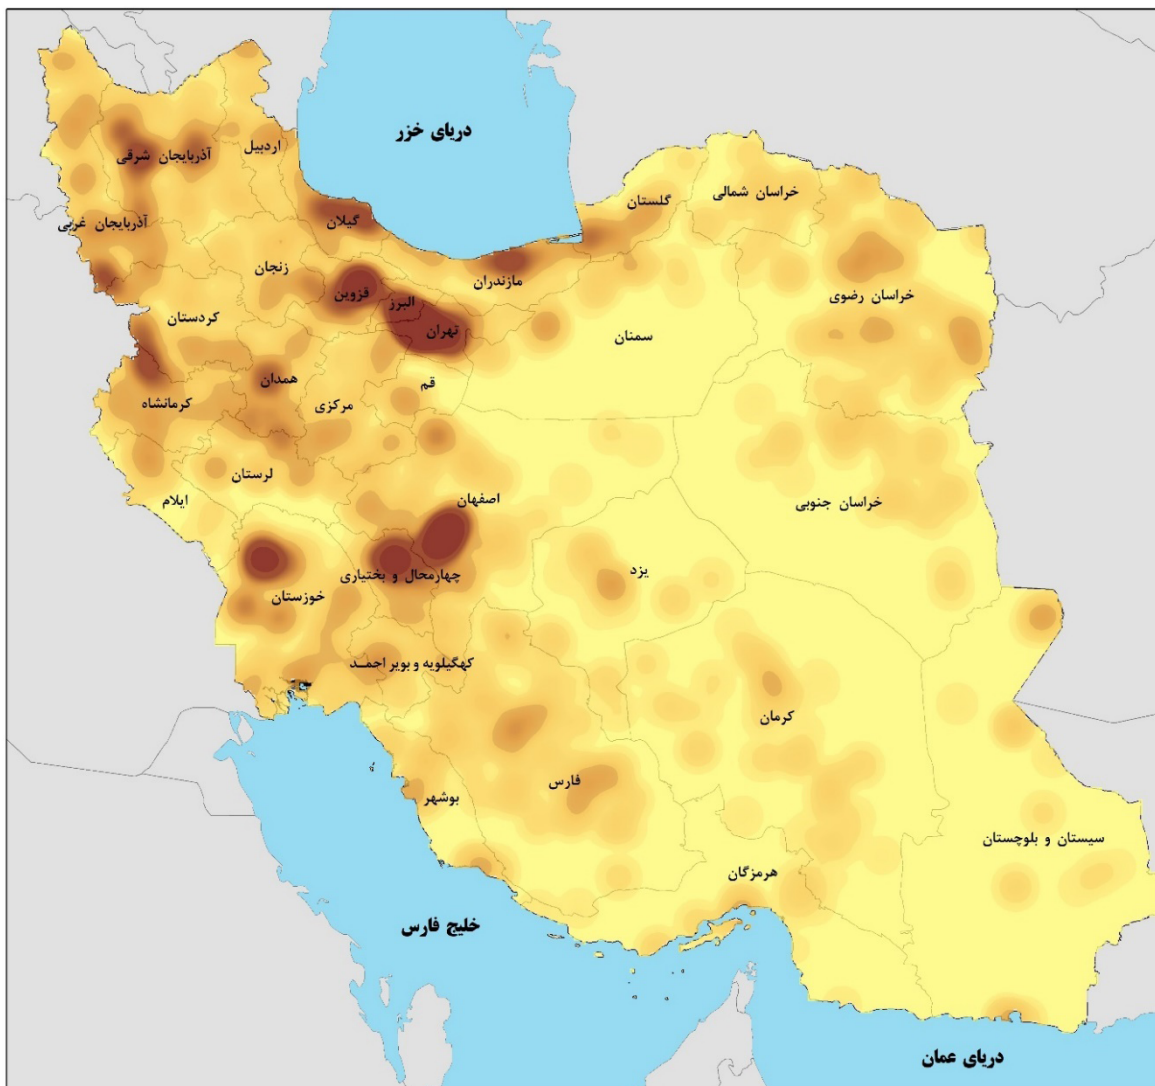 دریای خزر
اردبیل
آذربایجان شرقی
خراسان شمالی
گلستان
گیلان
آذربایجان غربی
زنجان
مازندران
خراسان رضوی
قزوین
البرز
کردستان
تهران
سمنان
همدان
قم
کرمانشاه
مرکزی
لرستان
اصفهان
ایلام
خراسان جنوبی
یزد
چهارمحال و بختیاری
خوزستان
کهگیلویه و بویر احمـد
کرمان
فارس
بوشهر
سیستان و بلوچستان
هرمزگان
خلیج فارس
دریای عمان